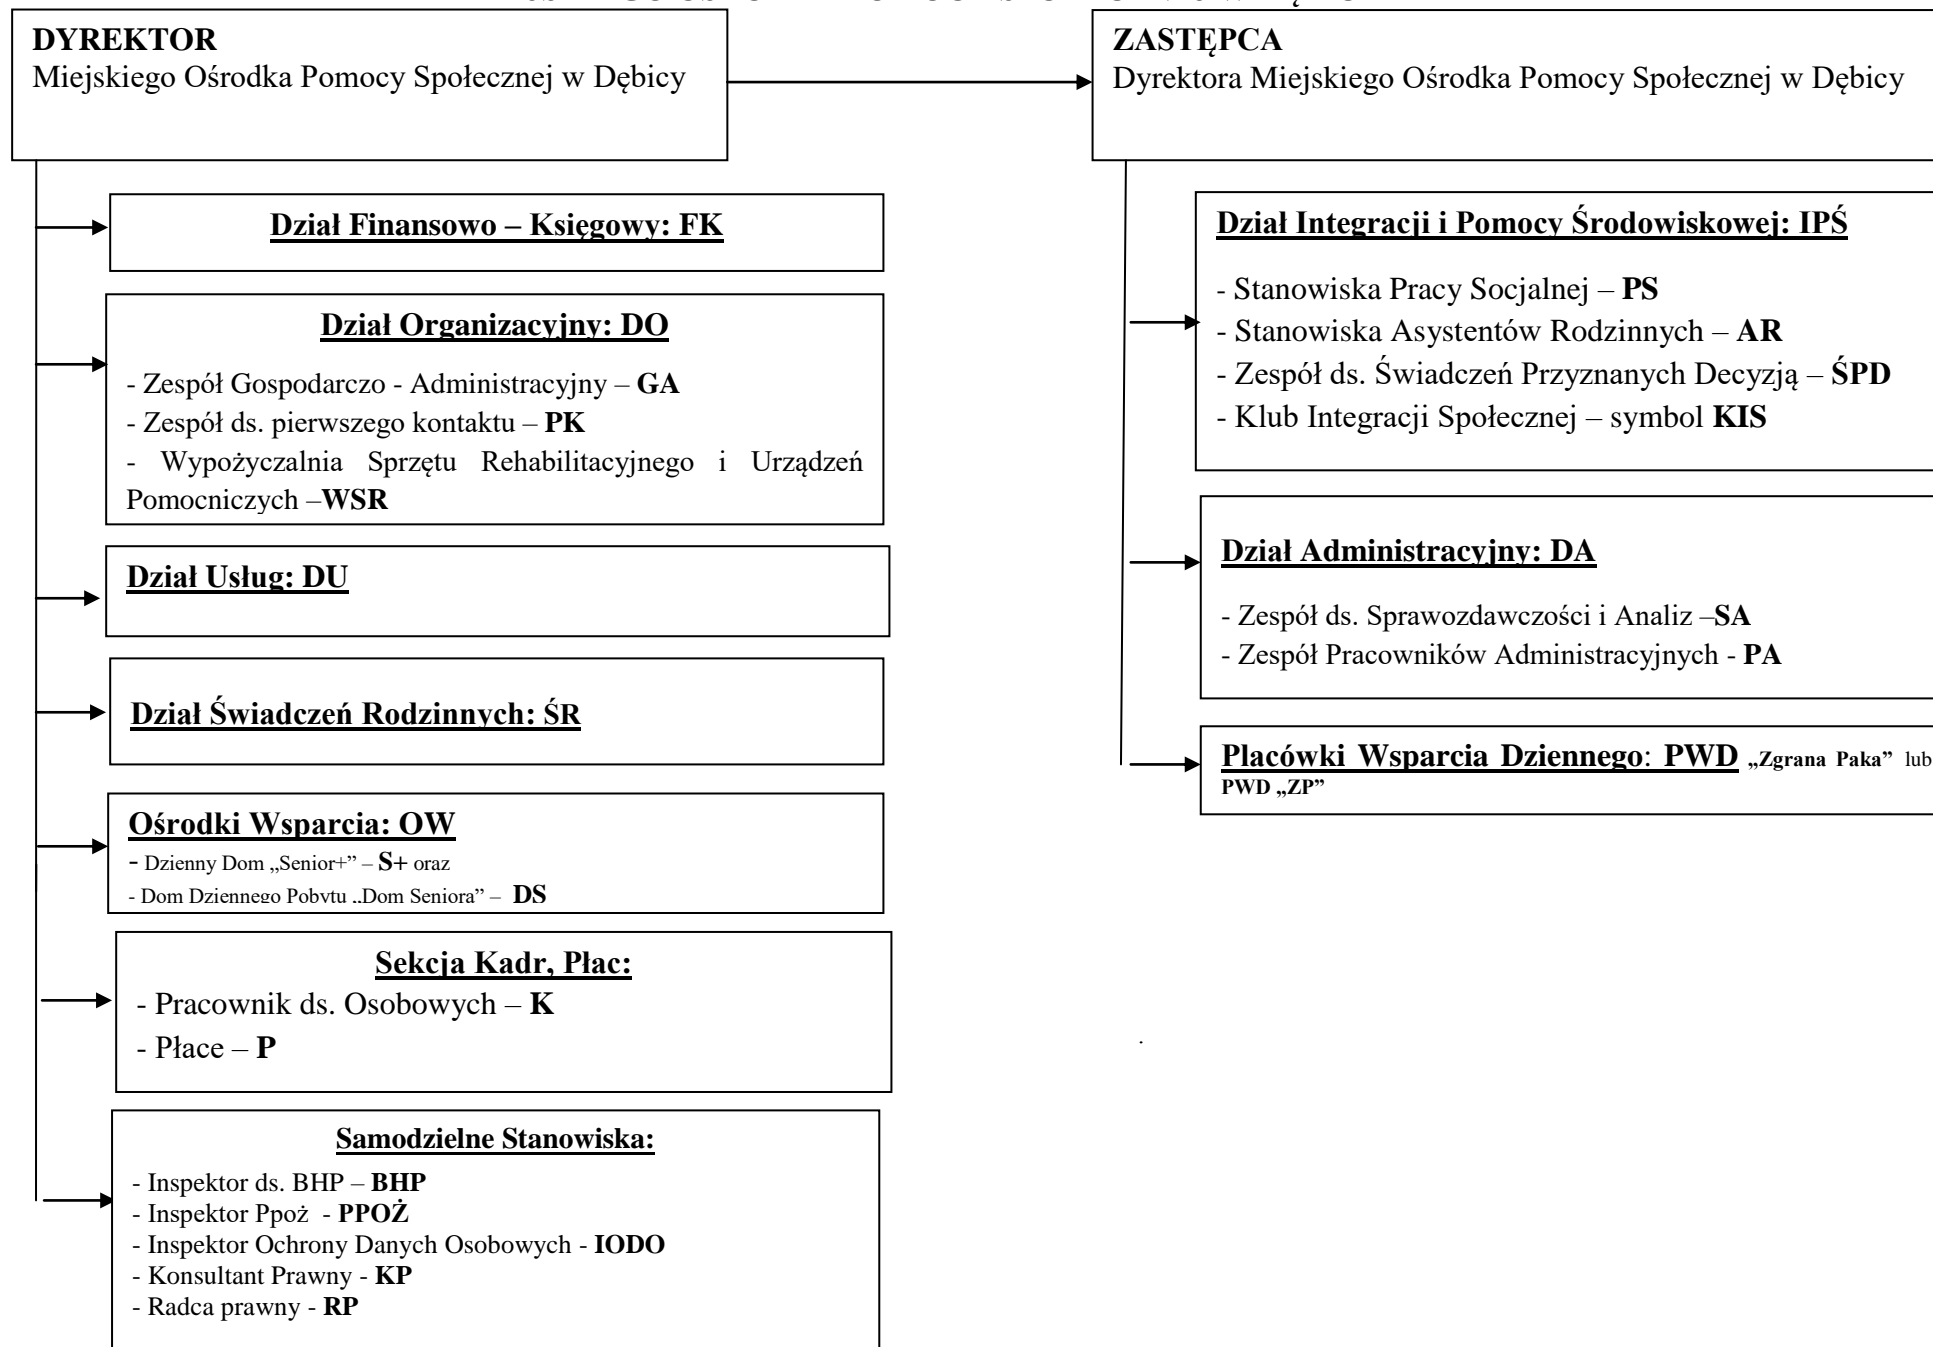 DYREKTOR
Miejskiego Ośrodka Pomocy Społecznej w Dębicy
ZASTĘPCA
Dyrektora Miejskiego Ośrodka Pomocy Społecznej w Dębicy
Dział Finansowo – Księgowy: FK
Dział Organizacyjny: DO
- Zespół Gospodarczo - Administracyjny – GA
- Zespół ds. pierwszego kontaktu – PK
- Wypożyczalnia Sprzętu Rehabilitacyjnego i Urządzeń
Pomocniczych –WSR
Dział Usług: DU
Dział Świadczeń Rodzinnych: ŚR
Ośrodki Wsparcia: OW
- Dzienny Dom „Senior+” – S+ oraz
- Dom Dziennego Pobytu „Dom Seniora” – DS
Sekcja Kadr, Płac:
- Pracownik ds. Osobowych – K
- Płace – P
Samodzielne Stanowiska:
- Inspektor ds. BHP – BHP
- Inspektor Ppoż - PPOŻ
- Inspektor Ochrony Danych Osobowych - IODO
- Konsultant Prawny - KP
- Radca prawny - RP
Dział Integracji i Pomocy Środowiskowej: IPŚ
- Stanowiska Pracy Socjalnej – PS
- Stanowiska Asystentów Rodzinnych – AR
- Zespół ds. Świadczeń Przyznanych Decyzją – ŚPD
- Klub Integracji Społecznej – symbol KIS
Dział Administracyjny: DA
- Zespół ds. Sprawozdawczości i Analiz –SA
- Zespół Pracowników Administracyjnych - PA
Placówki Wsparcia Dziennego: PWD „Zgrana Paka” lub
PWD „ZP”
.